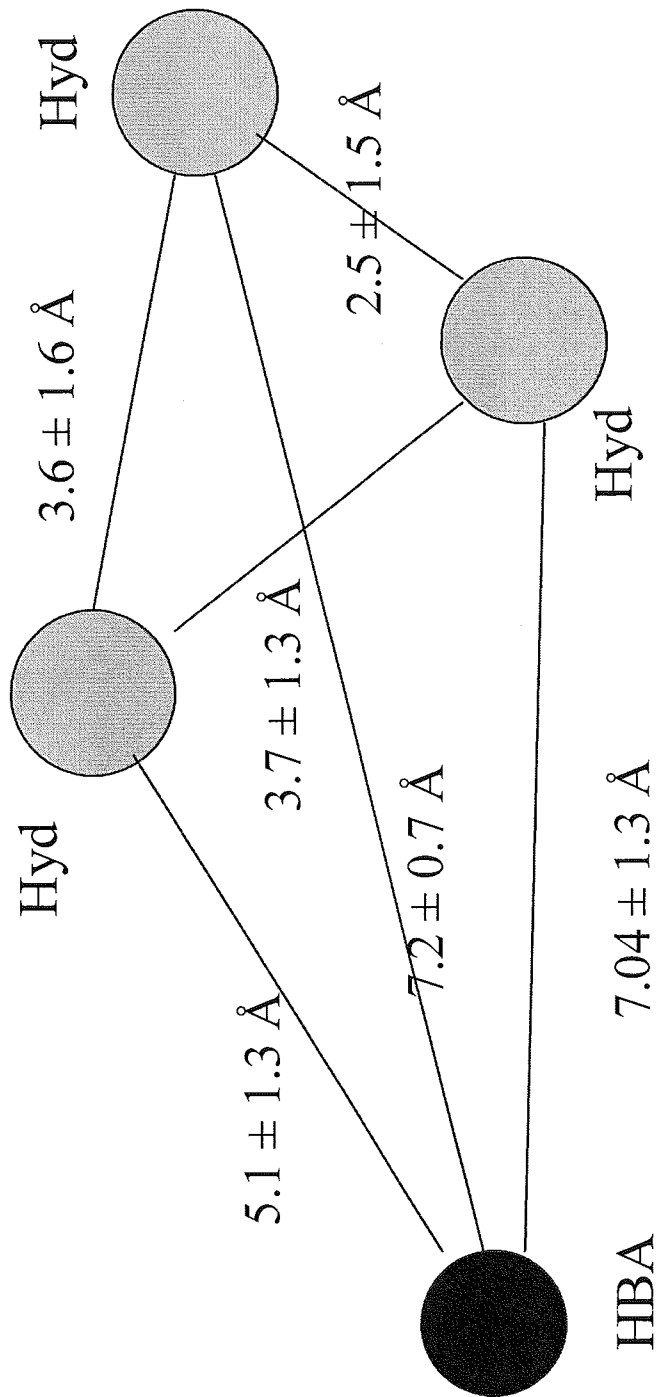 Hyd
3.6 ± 1.6 Å
Hyd
2.5 ± 1.5 Å
5.1 ± 1.3 Å
3.7 ± 1.3 Å
7.2 ± 0.7 Å
Hyd
HBA
7.04 ± 1.3 Å